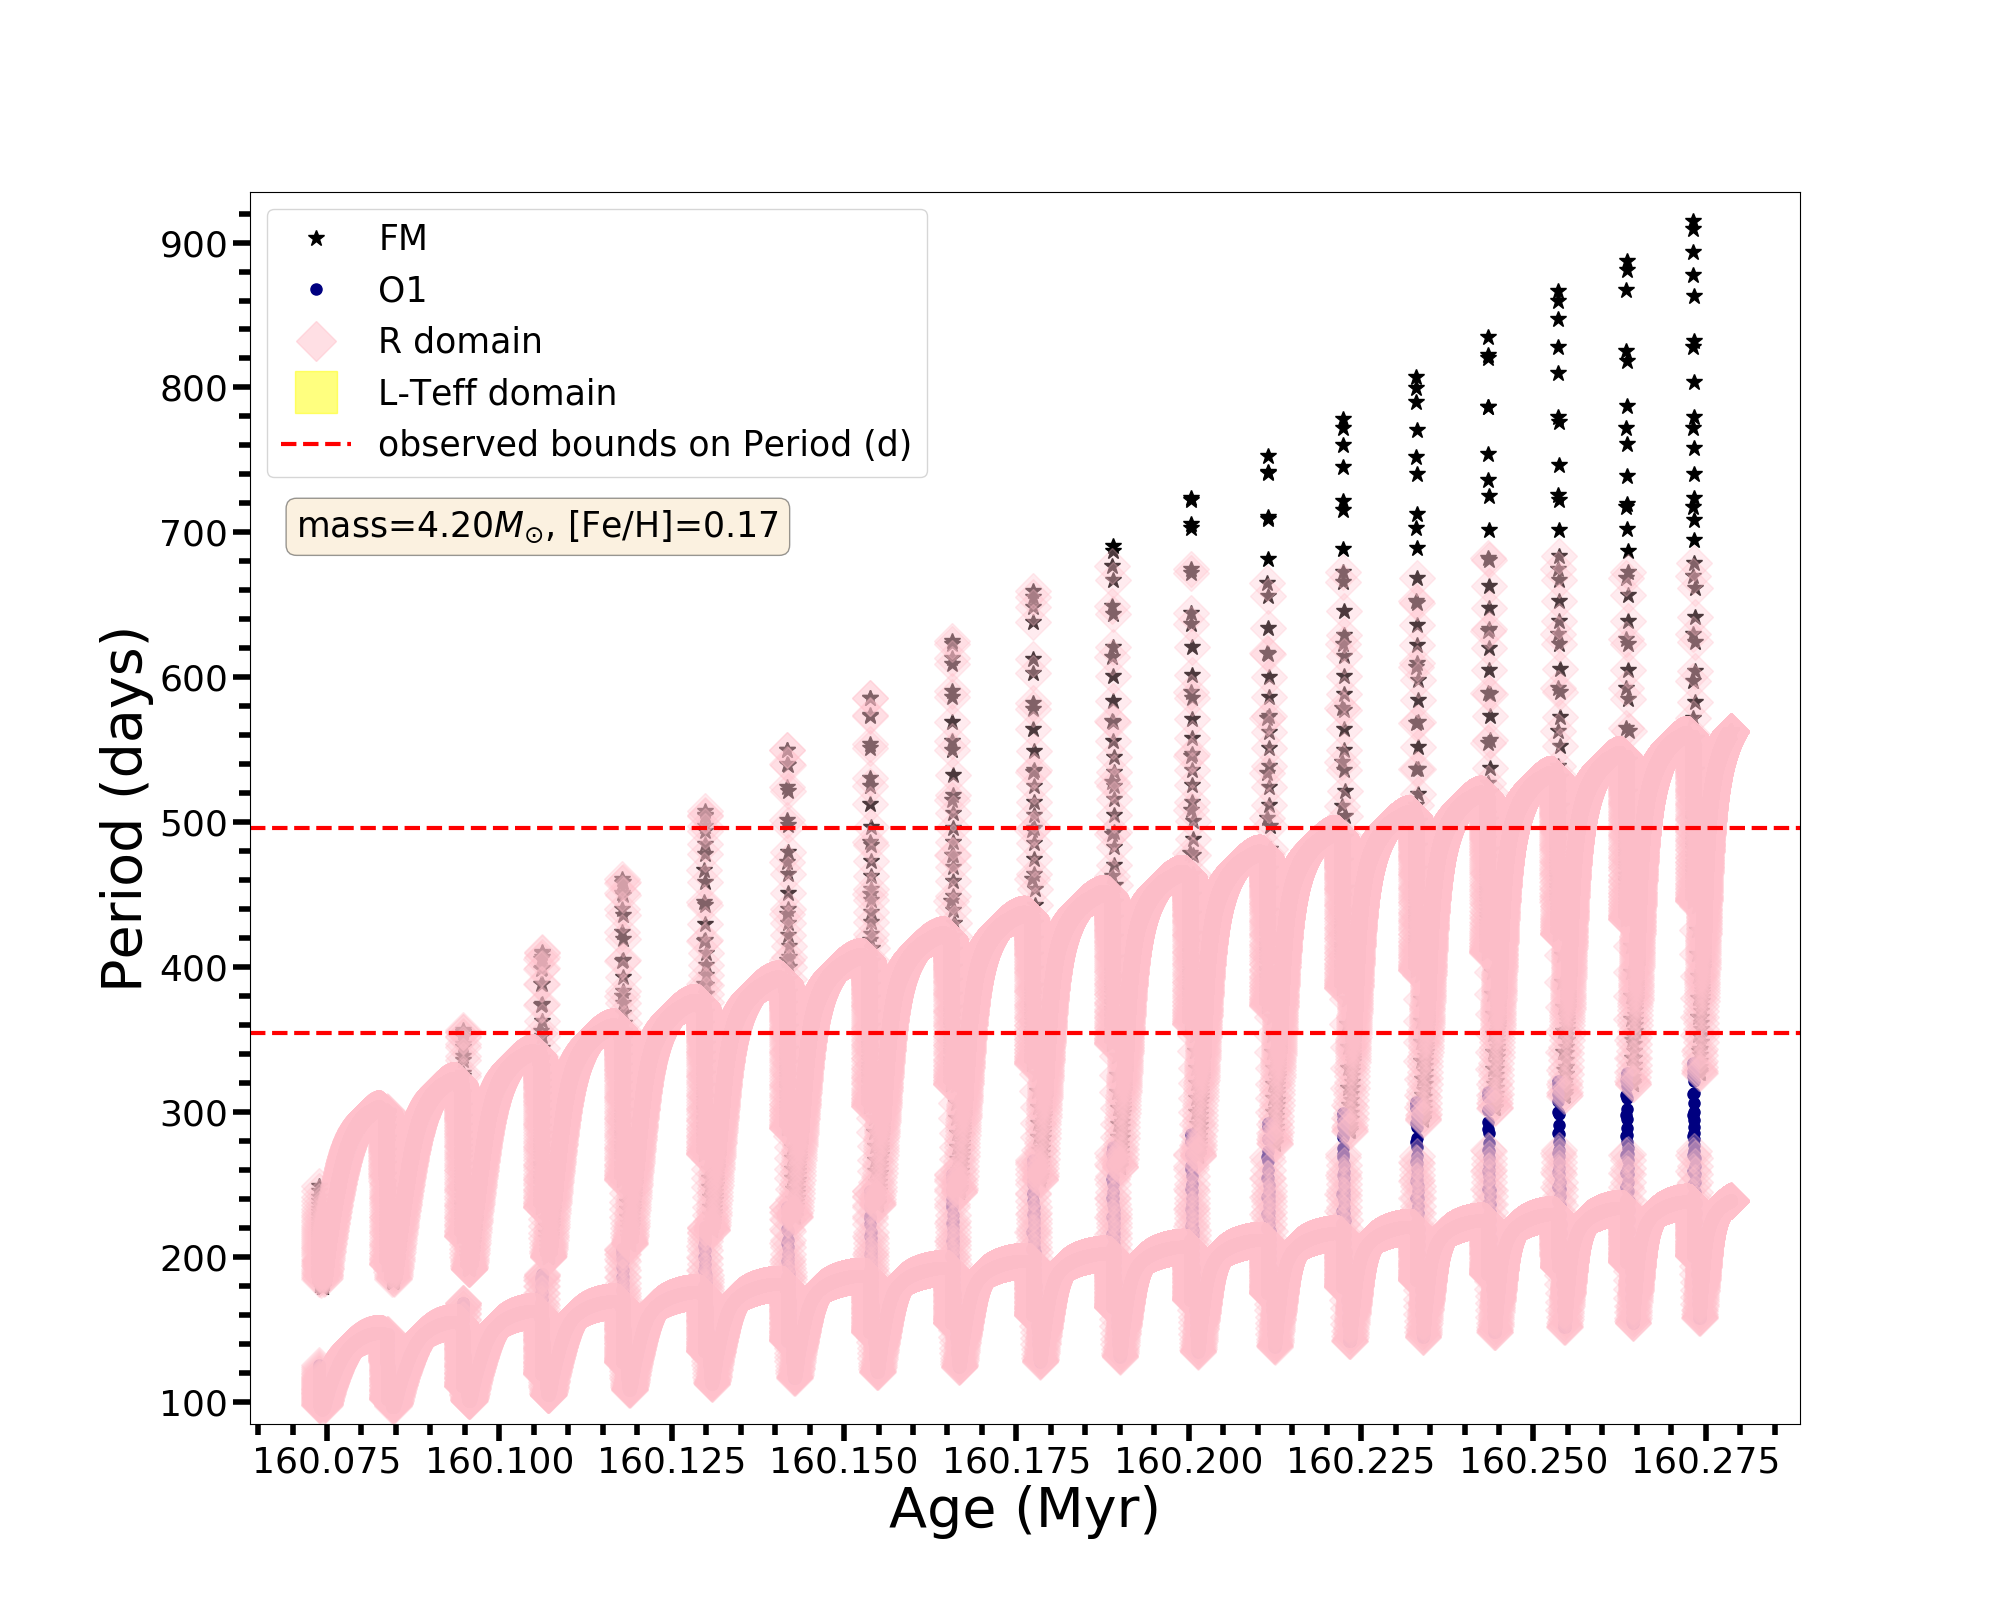 FM
O1
R domain
L-Teff domain
observed bounds on Period (d)
mass=4.20M⊙, [Fe/H]=0.17
Period (days)
900
800
700
600
500
400
300
200
100
160.075 160.100 160.125 160.150 160.175 160.200 160.225 160.250 160.275
Age (Myr)